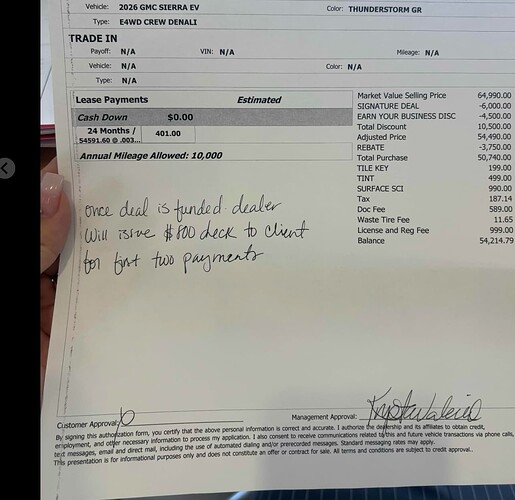 Vehicle: 2026 GMC SIERRA EV Color: THUNDERSTORM GR
Type: E4WD CREW DENALI
TRADE IN
Payoff: N/A VIN: N/A Mileage: N/A
Vehicle: N/A Color: N/A
Type: N/A
Lease Payments Estimated
Cash Down $0.00
24 Months / 401.00
54591.60 @ .003...
Annual Mileage Allowed: 10,000
Market Value Selling Price 64,990.00
SIGNATURE DEAL -6,000.00
EARN YOUR BUSINESS DISC -4,500.00
Total Discount 10,500.00
Adjusted Price 54,490.00
REBATE -3,750.00
Total Purchase 50,740.00
TILE KEY 199.00
TINT 499.00
SURFACE SCI 990.00
Tax 187.14
Doc Fee 589.00
Waste Tire Fee 11.65
License and Reg Fee 999.00
Balance 54,214.79
once deal is funded. dealer
will issue $800 check to client
for first two payments
Customer Approval: Management Approval:
By signing this authorization form, you certify that the above personal information is correct and accurate. I authorize the dealership and its affiliates to obtain credit,
employment, and other necessary information to process my application. I also consent to receive communications related to this and future vehicle transactions via phone calls,
text messages, email and direct mail, including the use of automated dialing and/or prerecorded messages. Standard messaging rates may apply.
This presentation is for informational purposes only and does not constitute an offer or contract for sale. All terms and conditions are subject to credit approval..